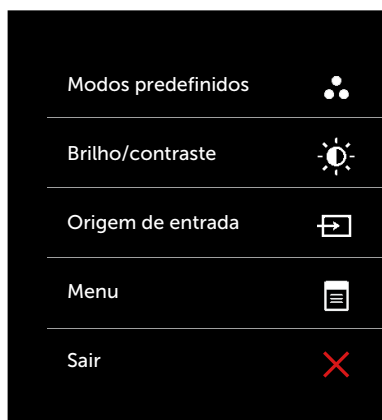 Modos predefinidos
Brilho/contraste
Origem de entrada
Menu
Sair